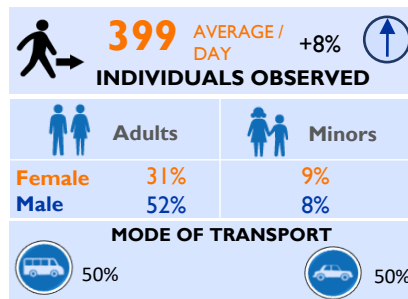 399 AVERAGE / DAY +8%
INDIVIDUALS OBSERVED
Adults Minors
Female 31% 9%
Male 52% 8%
MODE OF TRANSPORT
50% 50%